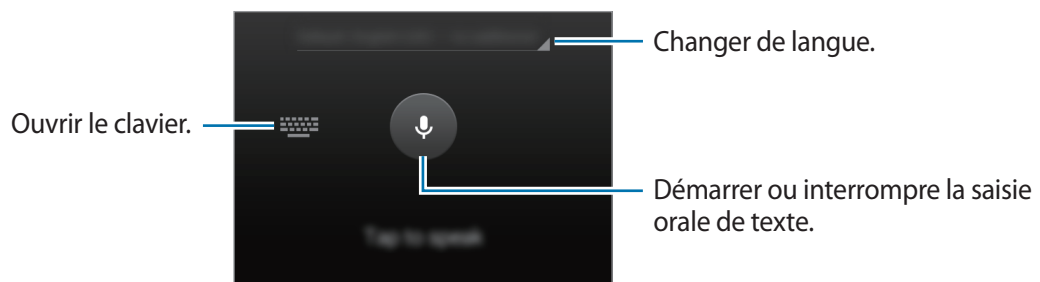 Changer de langue.
Ouvrir le clavier.
Démarrer ou interrompre la saisie
orale de texte.
Tap to speak